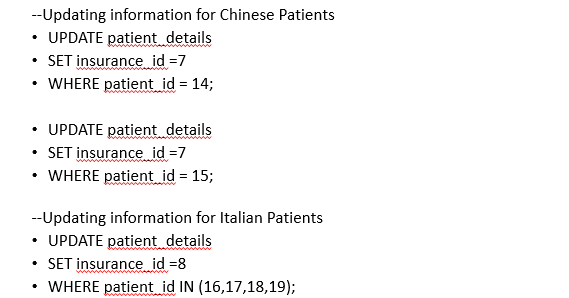 --Updating information for Chinese Patients
• UPDATE patient_details
• SET insurance_id =7
• WHERE patient_id = 14;
• UPDATE patient_details
• SET insurance_id =7
• WHERE patient_id = 15;
--Updating information for Italian Patients
• UPDATE patient_details
• SET insurance_id =8
• WHERE patient_id IN (16,17,18,19);